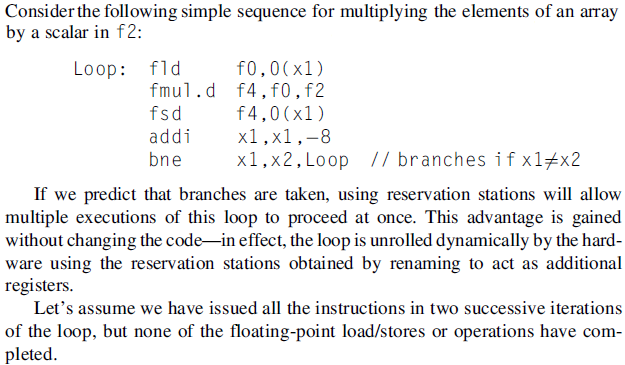 Consider the following simple sequence for multiplying the elements of an array
by a scalar in f2:
Loop: fld f0,0(x1)
fmul.d f4,f0,f2
fsd f4,0(x1)
addi x1,x1,−8
bne x1,x2,Loop // branches if x1≠x2
If we predict that branches are taken, using reservation stations will allow
multiple executions of this loop to proceed at once. This advantage is gained
without changing the code—in effect, the loop is unrolled dynamically by the hard-
ware using the reservation stations obtained by renaming to act as additional
registers.
Let’s assume we have issued all the instructions in two successive iterations
of the loop, but none of the floating-point load/stores or operations have com-
pleted.